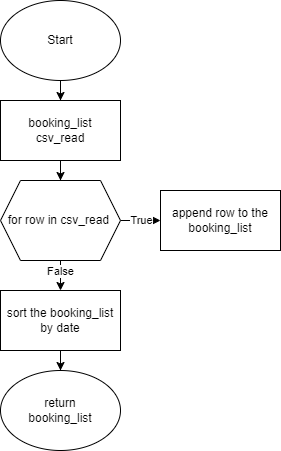 Start
booking_list
csv_read
for row in csv_read
True
append row to the
booking_list
False
sort the booking_list
by date
return
booking_list